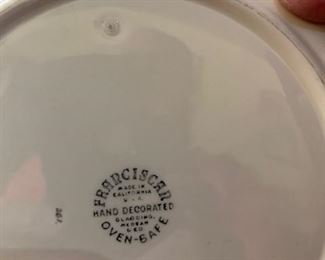 FRANCISCAN
MADE IN
CALIFORNIA
U.S.A.
HAND DECORATED
GLADDING,
McBEAN
& CO
OVEN-SAFE